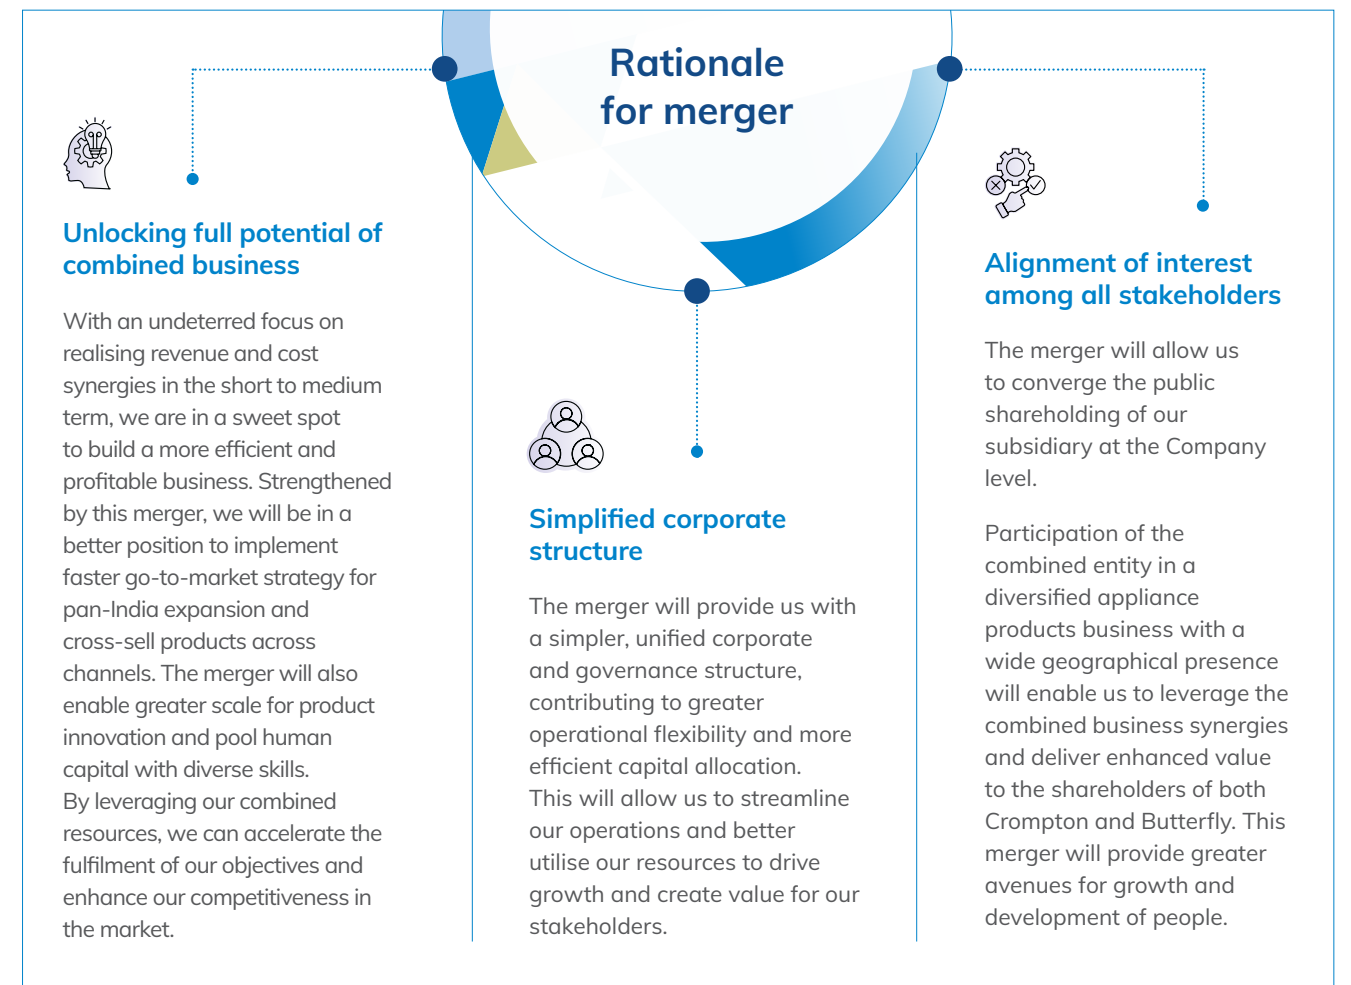 Rationale
for merger
Unlocking full potential of
combined business
With an undeterred focus on
realising revenue and cost
synergies in the short to medium
term, we are in a sweet spot
to build a more efficient and
profitable business. Strengthened
by this merger, we will be in a
better position to implement
faster go-to-market strategy for
pan-India expansion and
cross-sell products across
channels. The merger will also
enable greater scale for product
innovation and pool human
capital with diverse skills.
By leveraging our combined
resources, we can accelerate the
fulfilment of our objectives and
enhance our competitiveness in
the market.
Simplified corporate
structure
The merger will provide us with
a simpler, unified corporate
and governance structure,
contributing to greater
operational flexibility and more
efficient capital allocation.
This will allow us to streamline
our operations and better
utilise our resources to drive
growth and create value for our
stakeholders.
Alignment of interest
among all stakeholders
The merger will allow us
to converge the public
shareholding of our
subsidiary at the Company
level.
Participation of the
combined entity in a
diversified appliance
products business with a
wide geographical presence
will enable us to leverage the
combined business synergies
and deliver enhanced value
to the shareholders of both
Crompton and Butterfly. This
merger will provide greater
avenues for growth and
development of people.